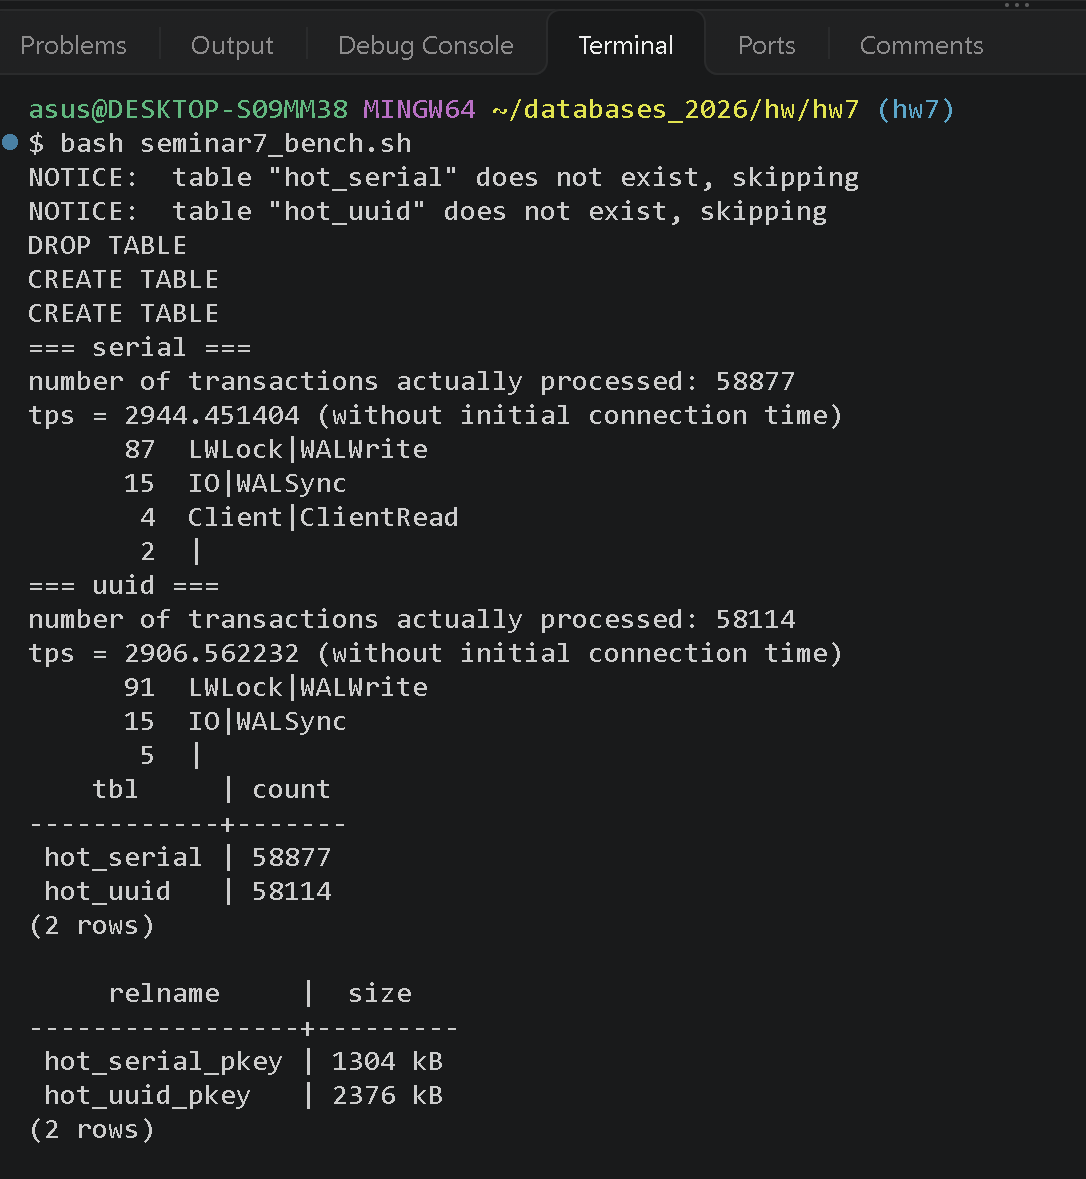 Problems Output Debug Console Terminal Ports Comments
asus@DESKTOP-S09MM38 MINGW64 ~/databases_2026/hw/hw7 (hw7)
$ bash seminar7_bench.sh
NOTICE:  table "hot_serial" does not exist, skipping
NOTICE:  table "hot_uuid" does not exist, skipping
DROP TABLE
CREATE TABLE
CREATE TABLE
=== serial ===
number of transactions actually processed: 58877
tps = 2944.451404 (without initial connection time)
      87  LWLock|WALWrite
      15  IO|WALSync
       4  Client|ClientRead
       2  |
=== uuid ===
number of transactions actually processed: 58114
tps = 2906.562232 (without initial connection time)
      91  LWLock|WALWrite
      15  IO|WALSync
       5  |
    tbl     | count
------------+-------
 hot_serial | 58877
 hot_uuid   | 58114
(2 rows)
     relname     |  size
-----------------+---------
 hot_serial_pkey | 1304 kB
 hot_uuid_pkey   | 2376 kB
(2 rows)